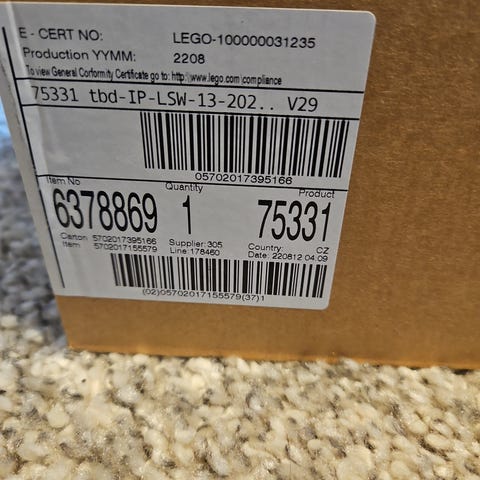 E - CERT NO: LEGO-100000031235
Production YYMM: 2208
To view General Conformity Certificate go to: http://www.lego.com/compliance
75331 tbd-IP-LSW-13-202.. V29
05702017395166
Item No Quantity Product
6378869 1 75331
Carton 5702017395166 Supplier: 305 Country: CZ
Item 5702017155579 Line: 178460 Date: 220812 04:09
(02)05702017155579(37)1